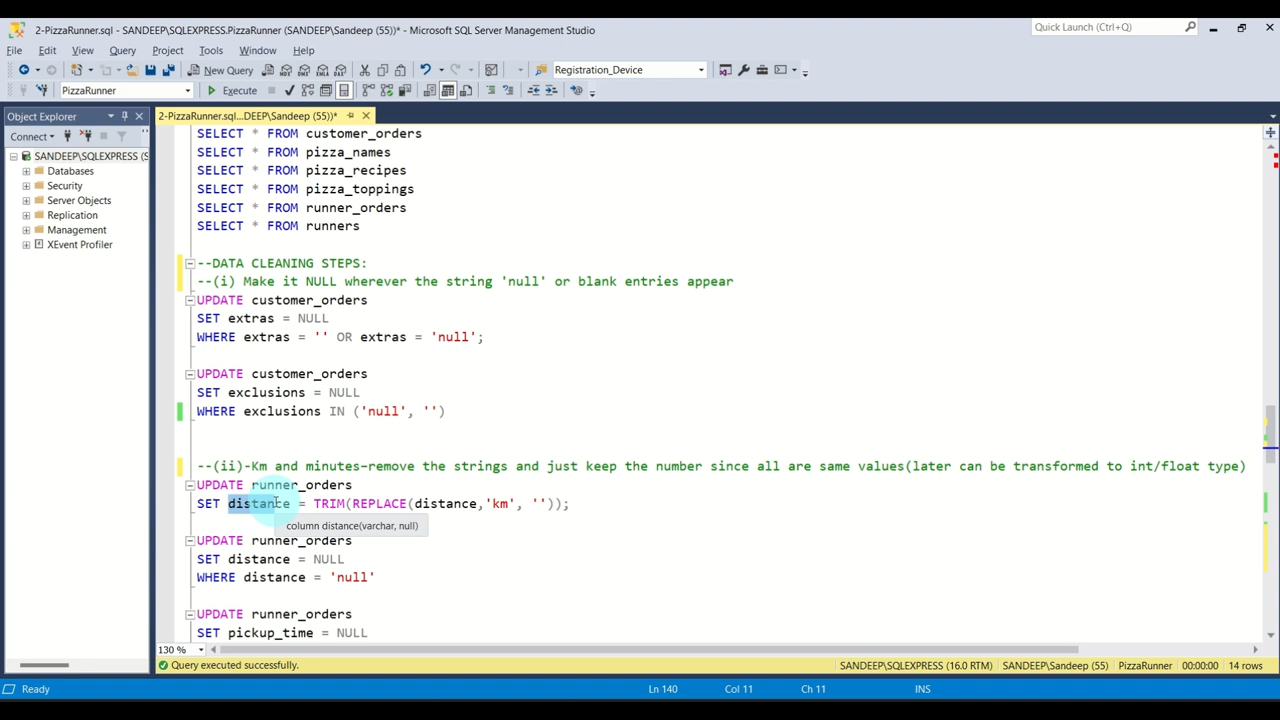 2-PizzaRunner.sql - SANDEEP\SQLEXPRESS.PizzaRunner (SANDEEP\Sandeep (55))* - Microsoft SQL Server Management Studio
Quick Launch (Ctrl+Q)
File Edit View Query Project Tools Window Help
New Query
Registration_Device
PizzaRunner
Execute
Object Explorer
2-PizzaRunner.sql...DEEP\Sandeep (55))*
Connect
SANDEEP\SQLEXPRESS (S
Databases
Security
Server Objects
Replication
Management
XEvent Profiler
SELECT * FROM customer_orders
SELECT * FROM pizza_names
SELECT * FROM pizza_recipes
SELECT * FROM pizza_toppings
SELECT * FROM runner_orders
SELECT * FROM runners
--DATA CLEANING STEPS:
--(i) Make it NULL wherever the string 'null' or blank entries appear
UPDATE customer_orders
SET extras = NULL
WHERE extras = '' OR extras = 'null';
UPDATE customer_orders
SET exclusions = NULL
WHERE exclusions IN ('null', '')
--(ii)-Km and minutes-remove the strings and just keep the number since all are same values(later can be transformed to int/float type)
UPDATE runner_orders
SET distance = TRIM(REPLACE(distance,'km', ''));
column distance(varchar, null)
UPDATE runner_orders
SET distance = NULL
WHERE distance = 'null'
UPDATE runner_orders
SET pickup_time = NULL
130 %
Query executed successfully.
SANDEEP\SQLEXPRESS (16.0 RTM) SANDEEP\Sandeep (55) PizzaRunner 00:00:00 14 rows
Ready
Ln 140 Col 11 Ch 11 INS